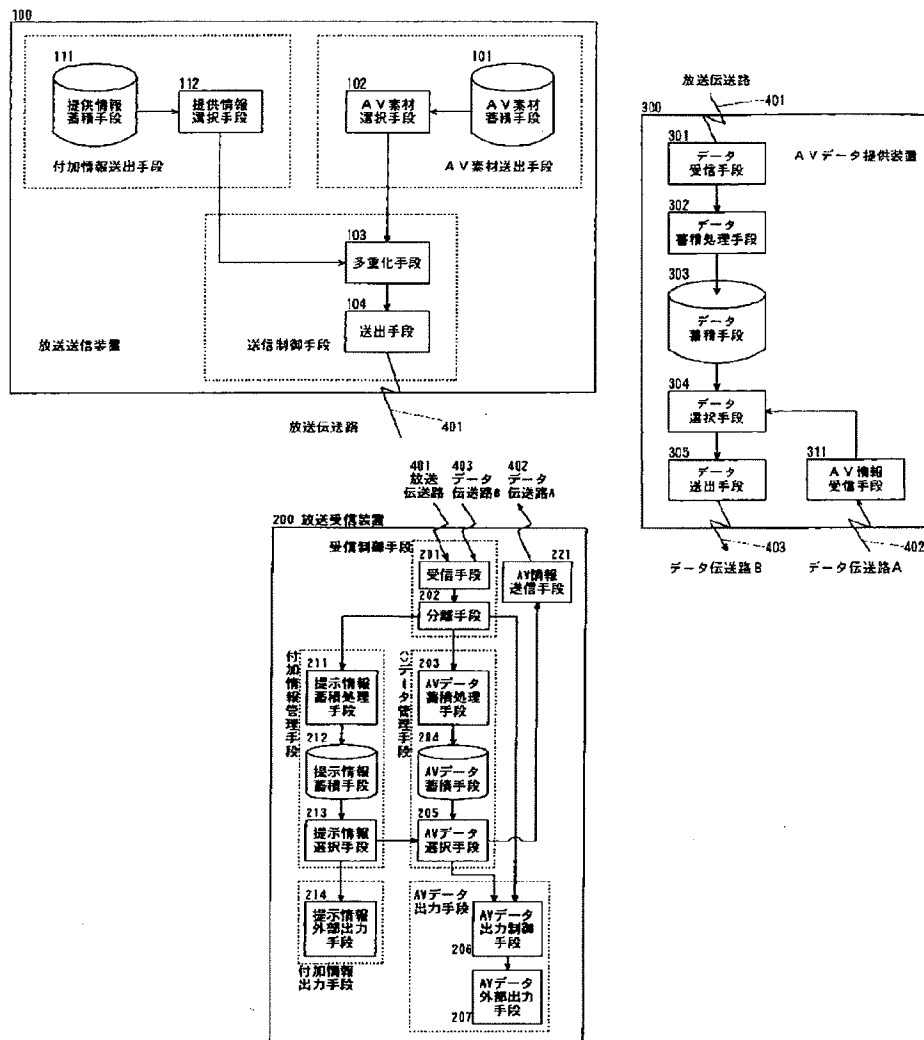 100
111
提供情報
蓄積手段
112
提供情報
選択手段
付加情報送出手段
102
AV素材
選択手段
101
AV素材
蓄積手段
AV素材送出手段
103
多重化手段
104
送出手段
放送送信装置
送信制御手段
放送伝送路
401
放送伝送路
401
300
301
データ
受信手段
AVデータ提供装置
302
データ
蓄積処理手段
303
データ
蓄積手段
304
データ
選択手段
305
データ
送出手段
311
AV情報
受信手段
403
402
データ伝送路B
データ伝送路A
401
放送
伝送路
403
データ
伝送路B
402
データ
伝送路A
200 放送受信装置
受信制御手段
201
受信手段
221
AV情報
送信手段
202
分離手段
付加情報管理手段
211
提示情報
蓄積処理
手段
212
提示情報
蓄積手段
213
提示情報
選択手段
データ管理手段
203
AVデータ
蓄積処理
手段
204
AVデータ
蓄積手段
205
AVデータ
選択手段
214
提示情報
外部出力
手段
付加情報
出力手段
AVデータ
出力手段
AVデータ
出力制御
手段
206
AVデータ
外部出力
手段
207